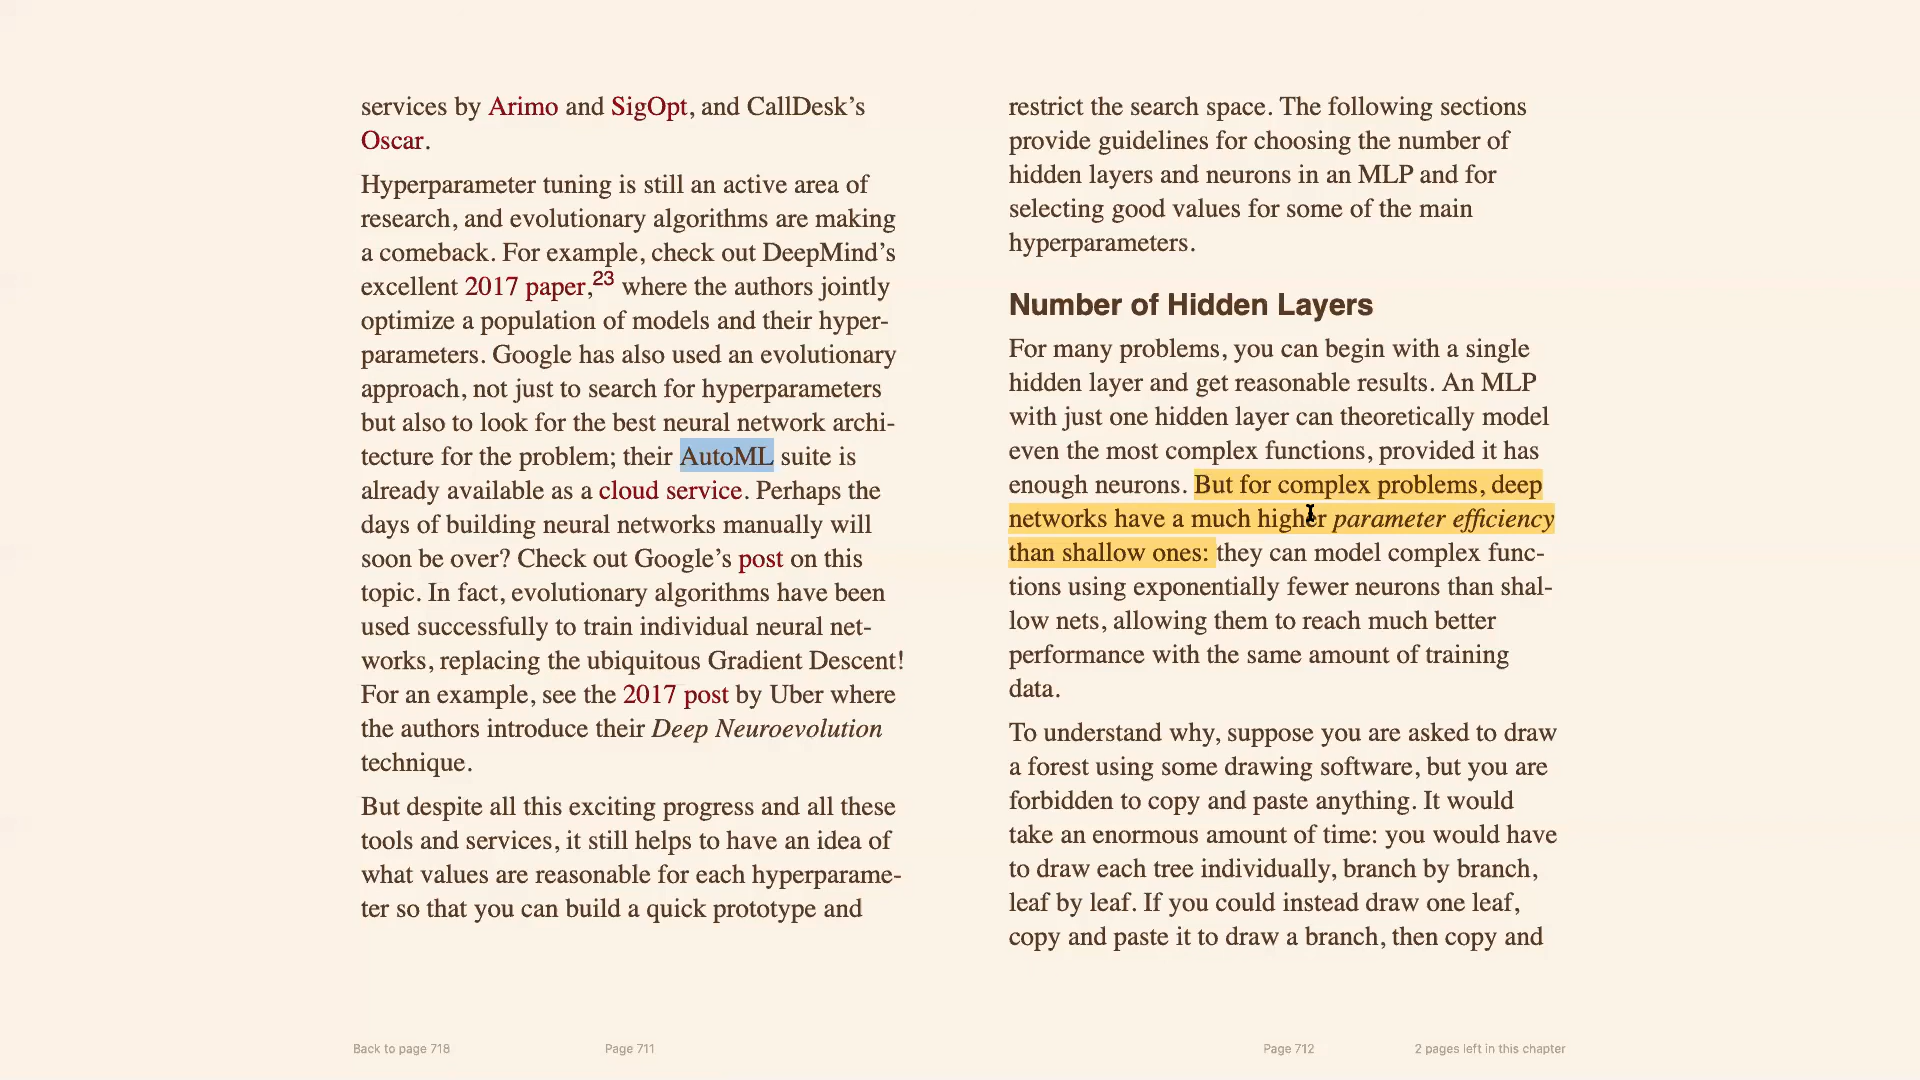 services by Arimo and SigOpt, and CallDesk’s
Oscar.
Hyperparameter tuning is still an active area of
research, and evolutionary algorithms are making
a comeback. For example, check out DeepMind’s
excellent 2017 paper,23 where the authors jointly
optimize a population of models and their hyper-
parameters. Google has also used an evolutionary
approach, not just to search for hyperparameters
but also to look for the best neural network archi-
tecture for the problem; their AutoML suite is
already available as a cloud service. Perhaps the
days of building neural networks manually will
soon be over? Check out Google’s post on this
topic. In fact, evolutionary algorithms have been
used successfully to train individual neural net-
works, replacing the ubiquitous Gradient Descent!
For an example, see the 2017 post by Uber where
the authors introduce their Deep Neuroevolution
technique.
But despite all this exciting progress and all these
tools and services, it still helps to have an idea of
what values are reasonable for each hyperparame-
ter so that you can build a quick prototype and
restrict the search space. The following sections
provide guidelines for choosing the number of
hidden layers and neurons in an MLP and for
selecting good values for some of the main
hyperparameters.
Number of Hidden Layers
For many problems, you can begin with a single
hidden layer and get reasonable results. An MLP
with just one hidden layer can theoretically model
even the most complex functions, provided it has
enough neurons. But for complex problems, deep
networks have a much higher parameter efficiency
than shallow ones: they can model complex func-
tions using exponentially fewer neurons than shal-
low nets, allowing them to reach much better
performance with the same amount of training
data.
To understand why, suppose you are asked to draw
a forest using some drawing software, but you are
forbidden to copy and paste anything. It would
take an enormous amount of time: you would have
to draw each tree individually, branch by branch,
leaf by leaf. If you could instead draw one leaf,
copy and paste it to draw a branch, then copy and
Back to page 718
Page 711
Page 712
2 pages left in this chapter